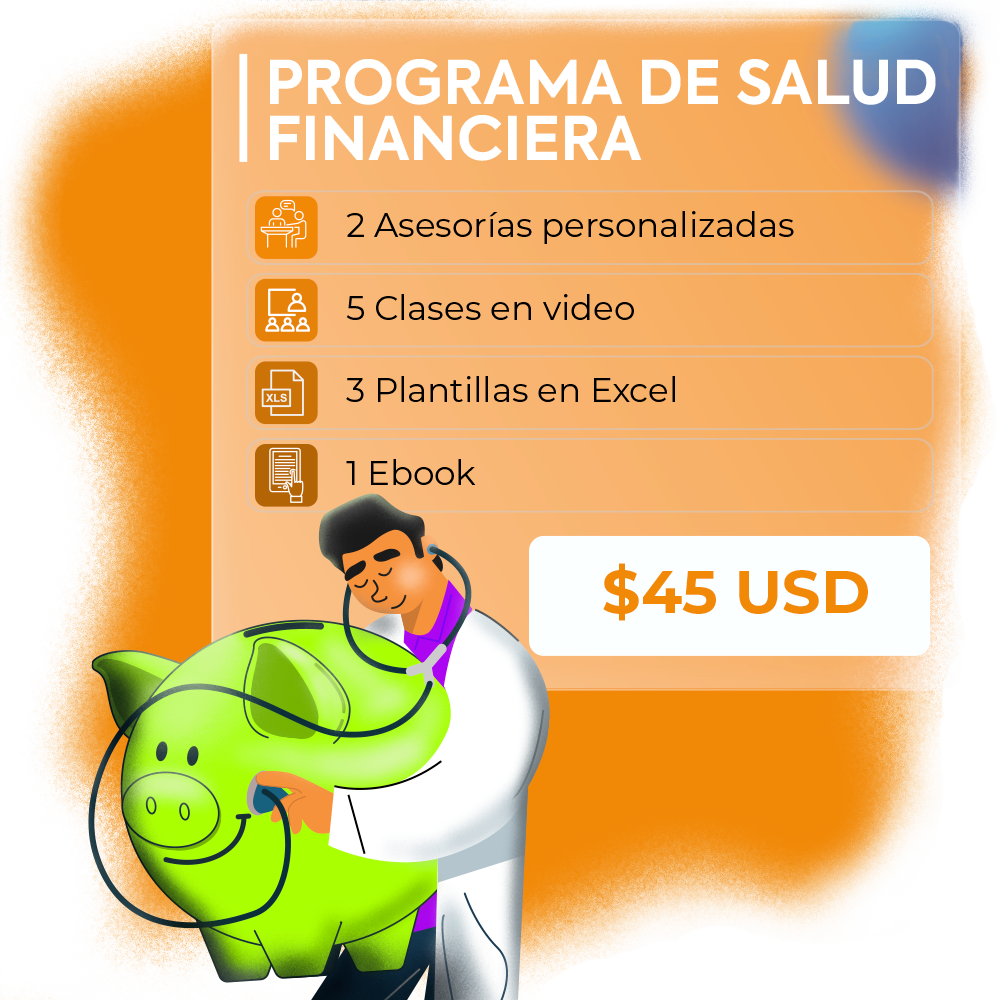 PROGRAMA DE SALUD
FINANCIERA
2 Asesorías personalizadas
5 Clases en video
3 Plantillas en Excel
XLS
1 Ebook
$45 USD